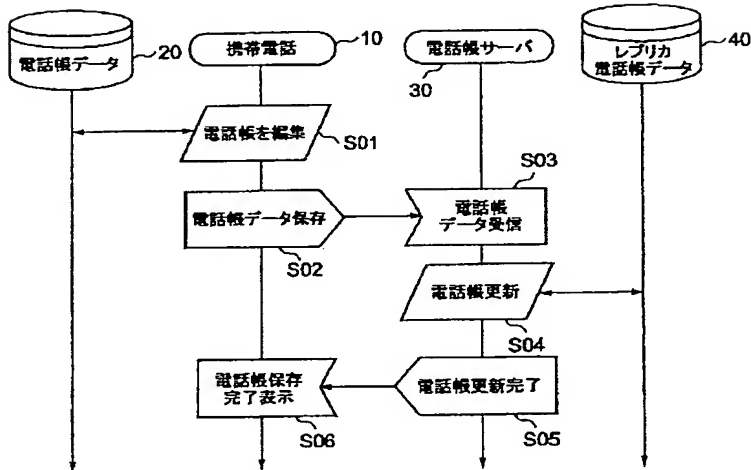 電話帳データ
20
携帯電話
10
電話帳サーバ
30
レプリカ
電話帳データ
40
電話帳を編集
S01
電話帳データ保存
S02
S03
電話帳
データ受信
電話帳更新
S04
電話帳保存
完了表示
S06
電話帳更新完了
S05